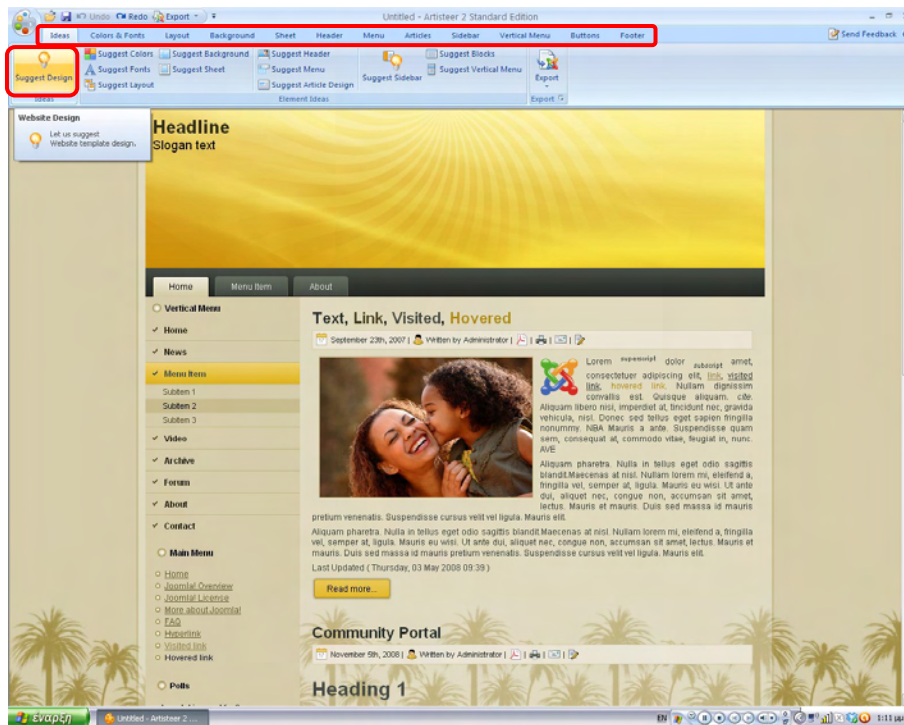 Undo Redo Export Untitled - Artisteer 2 Standard Edition
Ideas Colors & Fonts Layout Background Sheet Header Menu Articles Sidebar Vertical Menu Buttons Footer Send Feedback
Suggest Design
Suggest Colors
Suggest Fonts
Suggest Layout
Suggest Background
Suggest Sheet
Suggest Header
Suggest Menu
Suggest Article Design
Suggest Sidebar
Suggest Blocks
Suggest Vertical Menu
Export
Ideas Element Ideas Export
Website Design
Let us suggest
Website template design.
Headline
Slogan text
Home Menu Item About
Vertical Menu
Home
News
Menu Item
Subitem 1
Subitem 2
Subitem 3
Video
Archive
Forum
About
Contact
Main Menu
Home
Joomla! Overview
Joomla! License
More about Joomla!
FAQ
Hyperlink
Visited link
Hovered link
Polls
Text, Link, Visited, Hovered
September 23th, 2007 | Written by Administrator | | | |
Lorem superscript dolor subscript amet,
consectetuer adipiscing elit, link, visited
link, hovered link. Nullam dignissim
convallis est. Quisque aliquam. cite.
Aliquam libero nisi, imperdiet at, tincidunt nec, gravida
vehicula, nisl. Donec sed tellus eget sapien fringilla
nonummy. NBA Mauris a ante. Suspendisse quam
sem, consequat at, commodo vitae, feugiat in, nunc.
AVE
Aliquam pharetra. Nulla in tellus eget odio sagittis
blandit.Maecenas at nisl. Nullam lorem mi, eleifend a,
fringilla vel, semper at, ligula. Mauris eu wisi. Ut ante
dui, aliquet nec, congue non, accumsan sit amet,
lectus. Mauris et mauris. Duis sed massa id mauris
pretium venenatis. Suspendisse cursus velit vel ligula. Mauris elit.
Aliquam pharetra. Nulla in tellus eget odio sagittis blandit.Maecenas at nisl. Nullam lorem mi, eleifend a, fringilla
vel, semper at, ligula. Mauris eu wisi. Ut ante dui, aliquet nec, congue non, accumsan sit amet, lectus. Mauris et
mauris. Duis sed massa id mauris pretium venenatis. Suspendisse cursus velit vel ligula. Mauris elit.
Last Updated ( Thursday, 03 May 2008 09:39 )
Read more...
Community Portal
November 5th, 2008 | Written by Administrator | | | |
Heading 1
έναρξη Untitled - Artisteer 2 ... EN 1:11 μμ